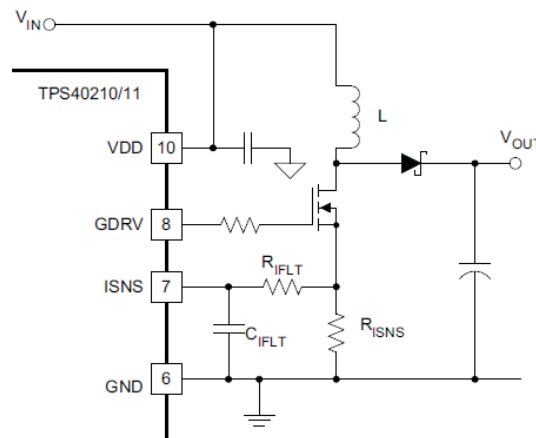 VIN
TPS40210/11
L
VDD 10
VOUT
GDRV 8
RIFLT
ISNS 7
CIFLT
RISNS
GND 6